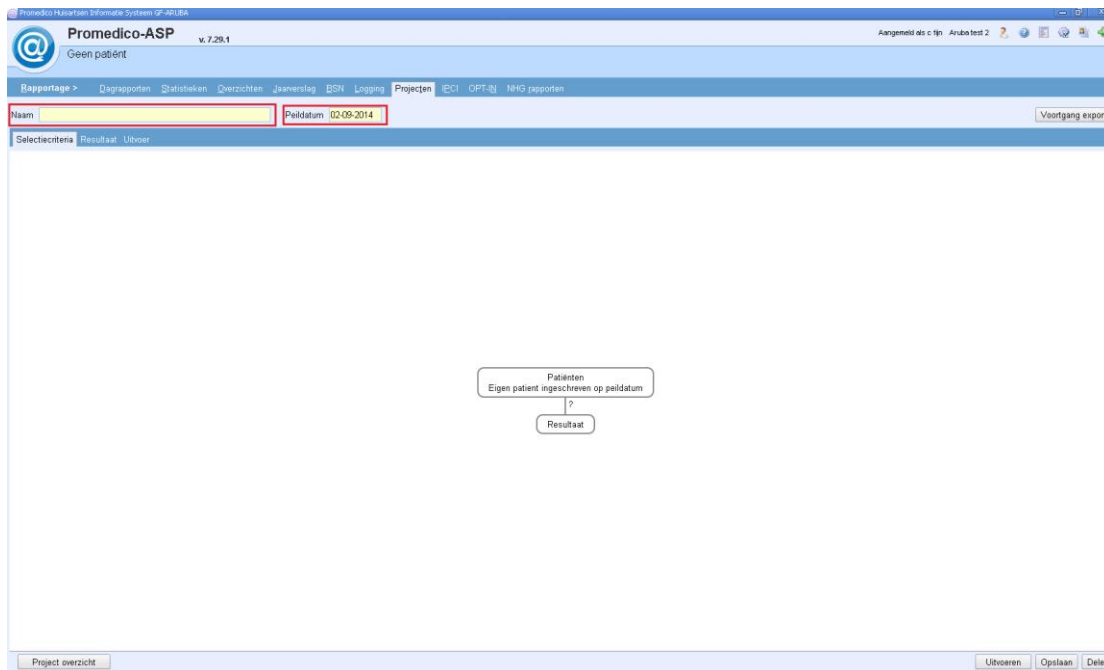 Promedico Huisartsen Informatie Systeem GF-ARUBA
Promedico-ASP v. 7.29.1
Aangemeld als c fijn Aruba test 2
Geen patiënt
Rapportage > Dagrapporten Statistieken Overzichten Jaarverslag BSN Logging Projecten IPCI OPT-IN NHG rapporten
Naam Peildatum 02-09-2014 Voortgang expor
Selectiecriteria Resultaat Uitvoer
Patiënten
Eigen patient ingeschreven op peildatum
?
Resultaat
Project overzicht Uitvoeren Opslaan Dele